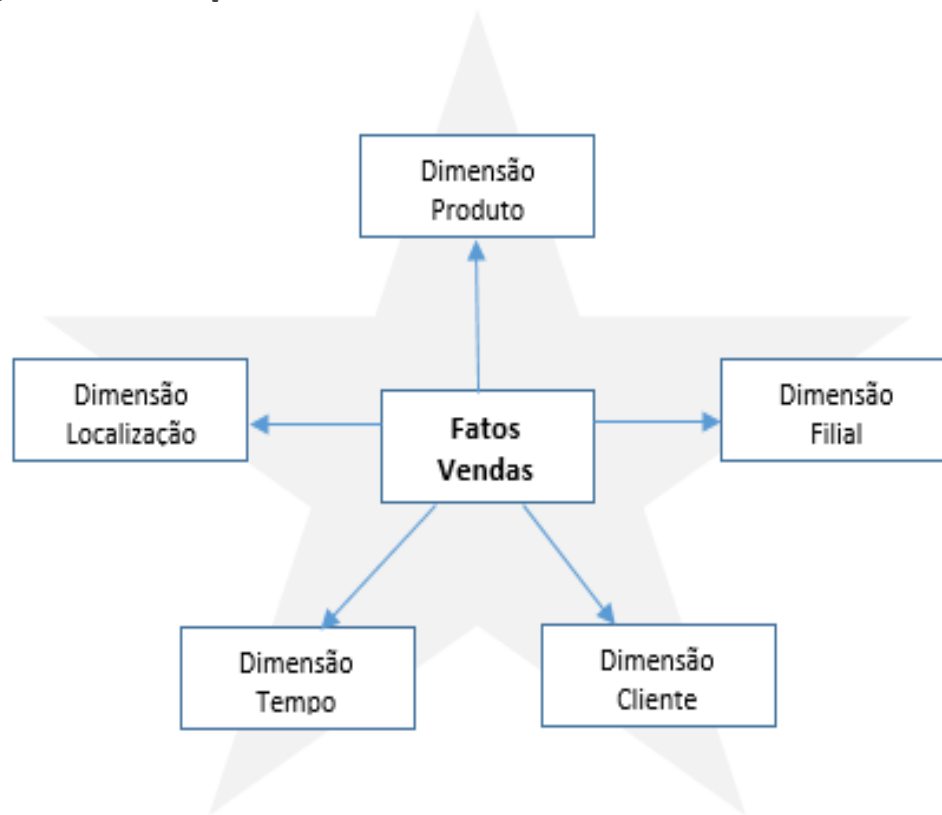 Dimensão
Produto
Dimensão
Localização
Fatos
Vendas
Dimensão
Filial
Dimensão
Tempo
Dimensão
Cliente